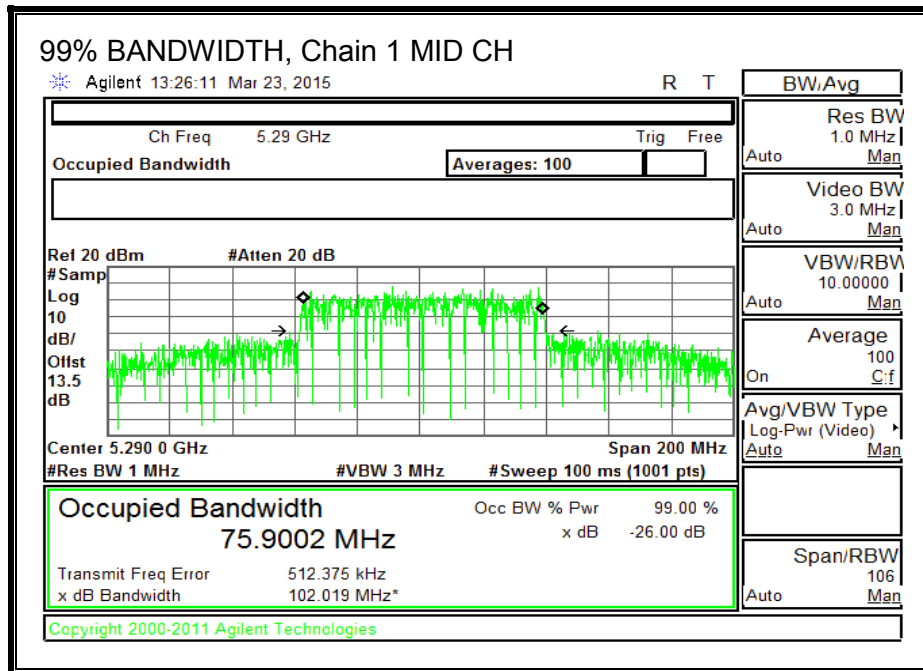 99% BANDWIDTH, Chain 1 MID CH
Agilent 13:26:11 Mar 23, 2015 R T
Ch Freq 5.29 GHz Trig Free
Occupied Bandwidth Averages: 100
Ref 20 dBm #Atten 20 dB
#Samp
Log
10
dB/
Offst
13.5
dB
Center 5.290 0 GHz Span 200 MHz
#Res BW 1 MHz #VBW 3 MHz #Sweep 100 ms (1001 pts)
Occupied Bandwidth Occ BW % Pwr 99.00 %
75.9002 MHz x dB -26.00 dB
Transmit Freq Error 512.375 kHz
x dB Bandwidth 102.019 MHz*
Copyright 2000-2011 Agilent Technologies
BW/Avg
Res BW
1.0 MHz
Auto Man
Video BW
3.0 MHz
Auto Man
VBW/RBW
10.00000
Auto Man
Average
100
On Off
Avg/VBW Type
Log-Pwr (Video)
Auto Man
Span/RBW
106
Auto Man